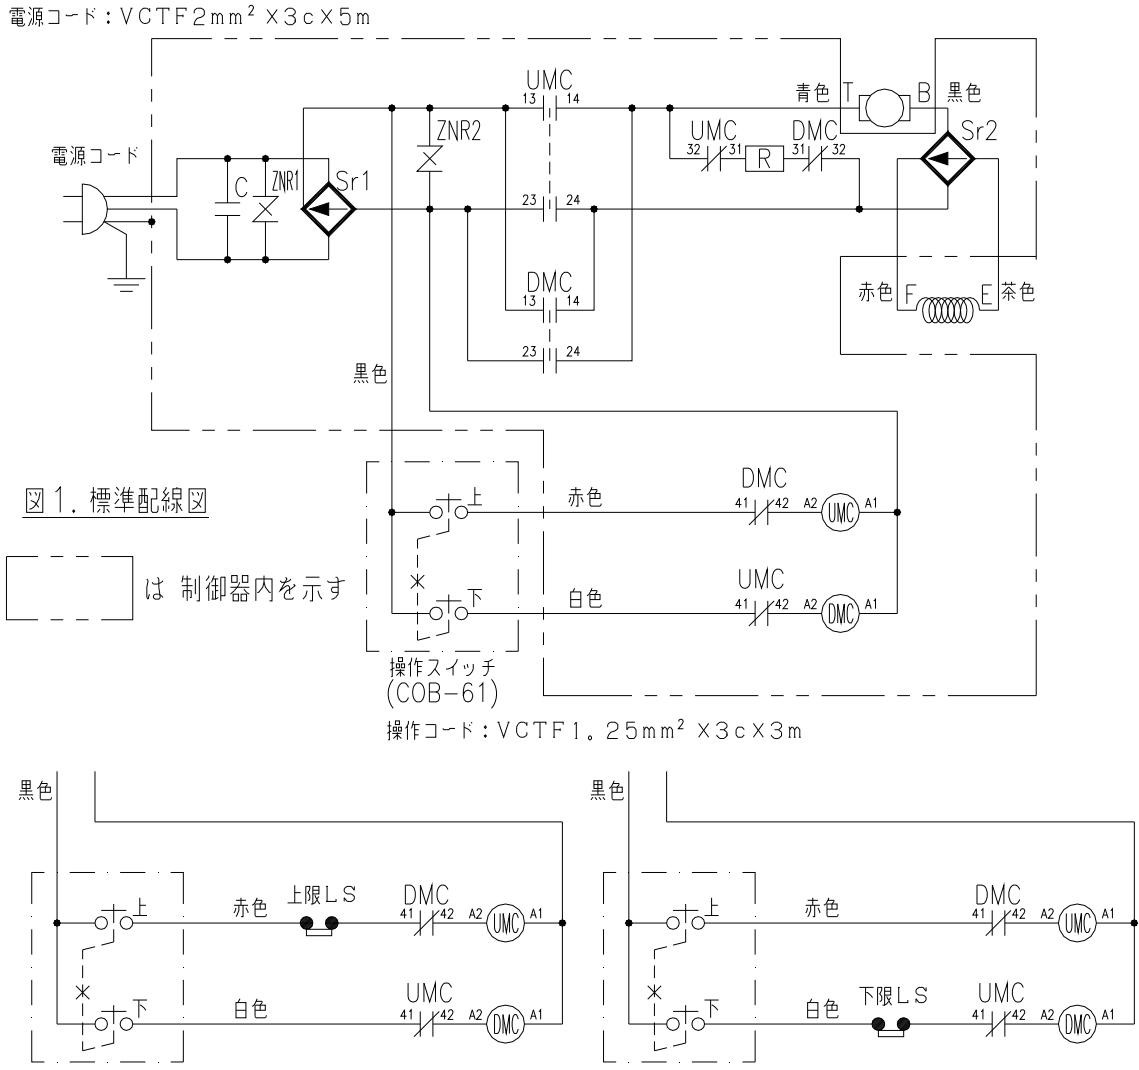 電源コード：VCTF2mm²×3c×5m
UMC
13 14
青色 T B 黒色
ZNR2
UMC DMC Sr2
32 31 R 31 32
電源コード
C ZNR1 Sr1
23 24
DMC
13 14
赤色 F E 茶色
23 24
黒色
上 赤色 DMC
41 42 A2 UMC A1
図1．標準配線図
は 制御器内を示す
下 白色 UMC
41 42 A2 DMC A1
操作スイッチ
(COB-61)
操作コード：VCTF1。25mm²×3c×3m
黒色
上 赤色 上限LS DMC
41 42 A2 UMC A1
下 白色 UMC
41 42 A2 DMC A1
黒色
上 赤色 DMC
41 42 A2 UMC A1
下 白色 下限LS UMC
41 42 A2 DMC A1